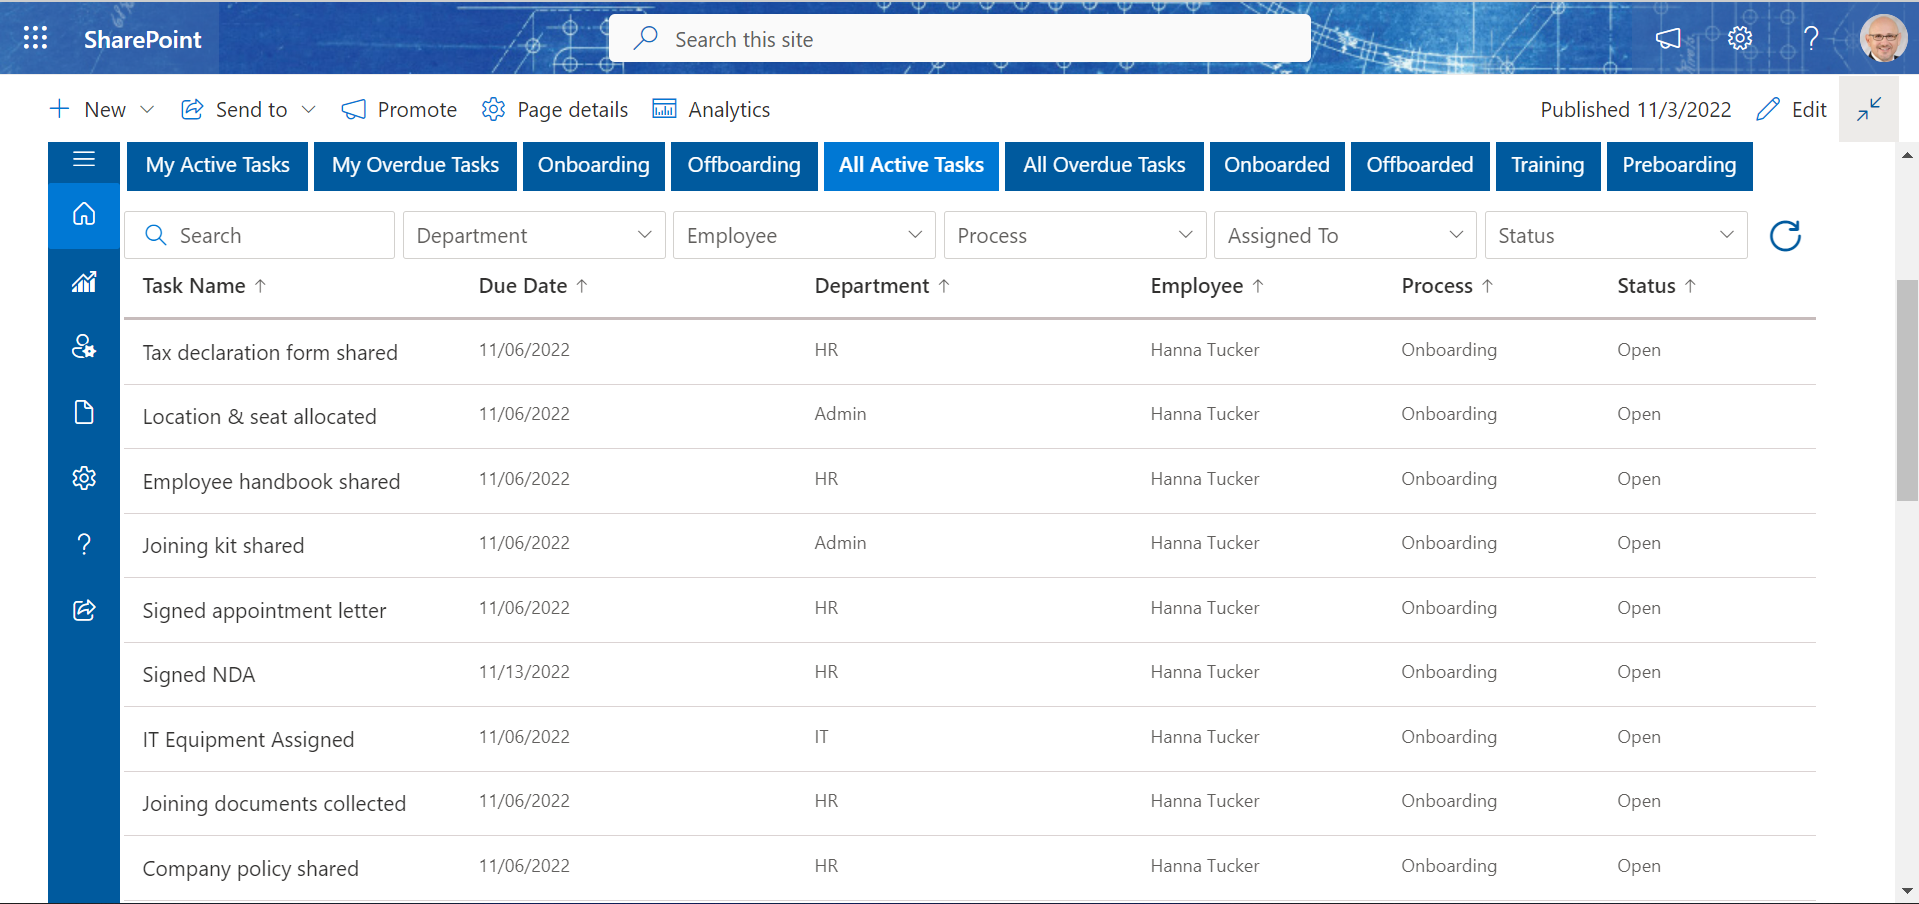 SharePoint Search this site ?
New Send to Promote Page details Analytics Published 11/3/2022 Edit
My Active Tasks My Overdue Tasks Onboarding Offboarding All Active Tasks All Overdue Tasks Onboarded Offboarded Training Preboarding
Search Department Employee Process Assigned To Status
Task Name ↑ Due Date ↑ Department ↑ Employee ↑ Process ↑ Status ↑
Tax declaration form shared 11/06/2022 HR Hanna Tucker Onboarding Open
Location & seat allocated 11/06/2022 Admin Hanna Tucker Onboarding Open
Employee handbook shared 11/06/2022 HR Hanna Tucker Onboarding Open
Joining kit shared 11/06/2022 Admin Hanna Tucker Onboarding Open
Signed appointment letter 11/06/2022 HR Hanna Tucker Onboarding Open
Signed NDA 11/13/2022 HR Hanna Tucker Onboarding Open
IT Equipment Assigned 11/06/2022 IT Hanna Tucker Onboarding Open
Joining documents collected 11/06/2022 HR Hanna Tucker Onboarding Open
Company policy shared 11/06/2022 HR Hanna Tucker Onboarding Open